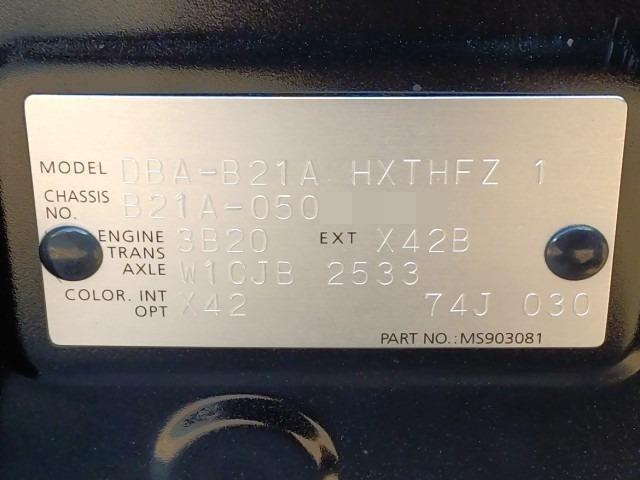 MODEL DBA-B21A HXTHFZ 1
CHASSIS NO. B21A-050
ENGINE 3B20 EXT X42B
TRANS AXLE W1CJB 2533
COLOR. INT OPT X42 74J 030
PART NO.:MS903081